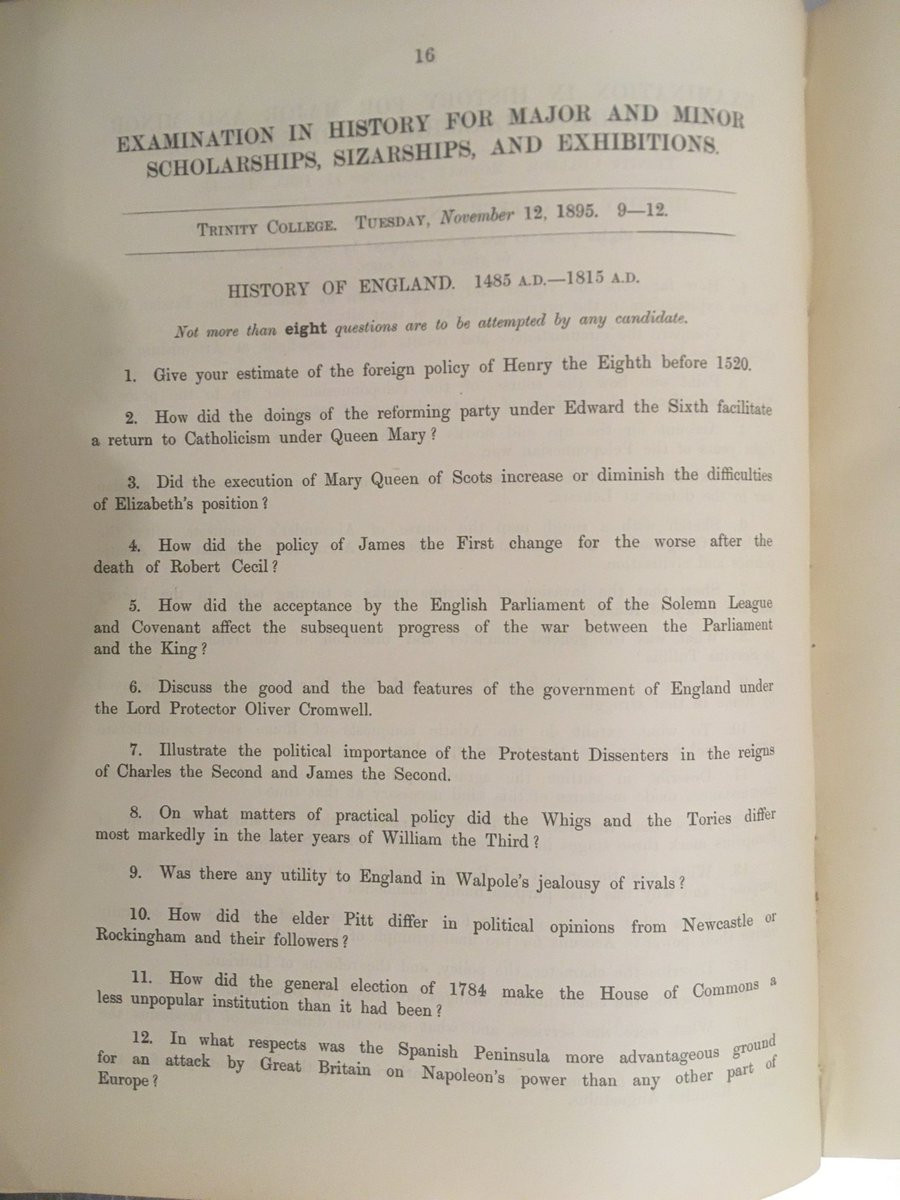 16
EXAMINATION IN HISTORY FOR MAJOR AND MINOR
SCHOLARSHIPS, SIZARSHIPS, AND EXHIBITIONS.
TRINITY COLLEGE. TUESDAY, November 12, 1895. 9—12.
HISTORY OF ENGLAND. 1485 A.D.—1815 A.D.
Not more than eight questions are to be attempted by any candidate.
1. Give your estimate of the foreign policy of Henry the Eighth before 1520.
2. How did the doings of the reforming party under Edward the Sixth facilitate
a return to Catholicism under Queen Mary?
3. Did the execution of Mary Queen of Scots increase or diminish the difficulties
of Elizabeth's position?
4. How did the policy of James the First change for the worse after the
death of Robert Cecil?
5. How did the acceptance by the English Parliament of the Solemn League
and Covenant affect the subsequent progress of the war between the Parliament
and the King?
6. Discuss the good and the bad features of the government of England under
the Lord Protector Oliver Cromwell.
7. Illustrate the political importance of the Protestant Dissenters in the reigns
of Charles the Second and James the Second.
8. On what matters of practical policy did the Whigs and the Tories differ
most markedly in the later years of William the Third?
9. Was there any utility to England in Walpole's jealousy of rivals?
10. How did the elder Pitt differ in political opinions from Newcastle or
Rockingham and their followers?
11. How did the general election of 1784 make the House of Commons a
less unpopular institution than it had been?
12. In what respects was the Spanish Peninsula more advantageous ground
for an attack by Great Britain on Napoleon's power than any other part of
Europe?